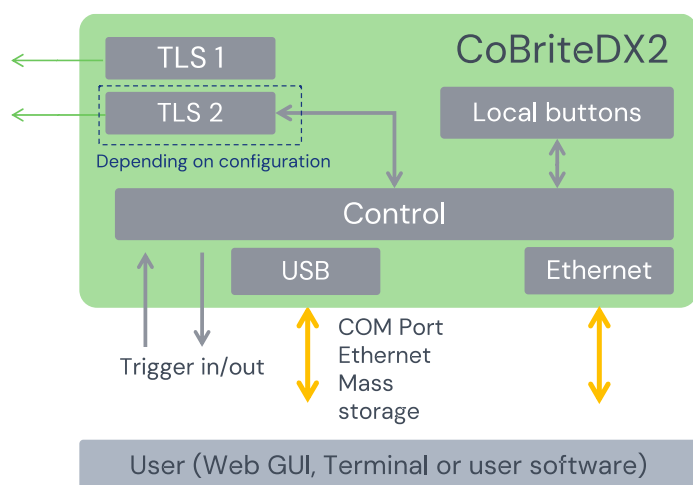 CoBriteDX2
TLS 1
TLS 2
Depending on configuration
Local buttons
Control
USB
Ethernet
Trigger in/out
COM Port
Ethernet
Mass
storage
User (Web GUI, Terminal or user software)